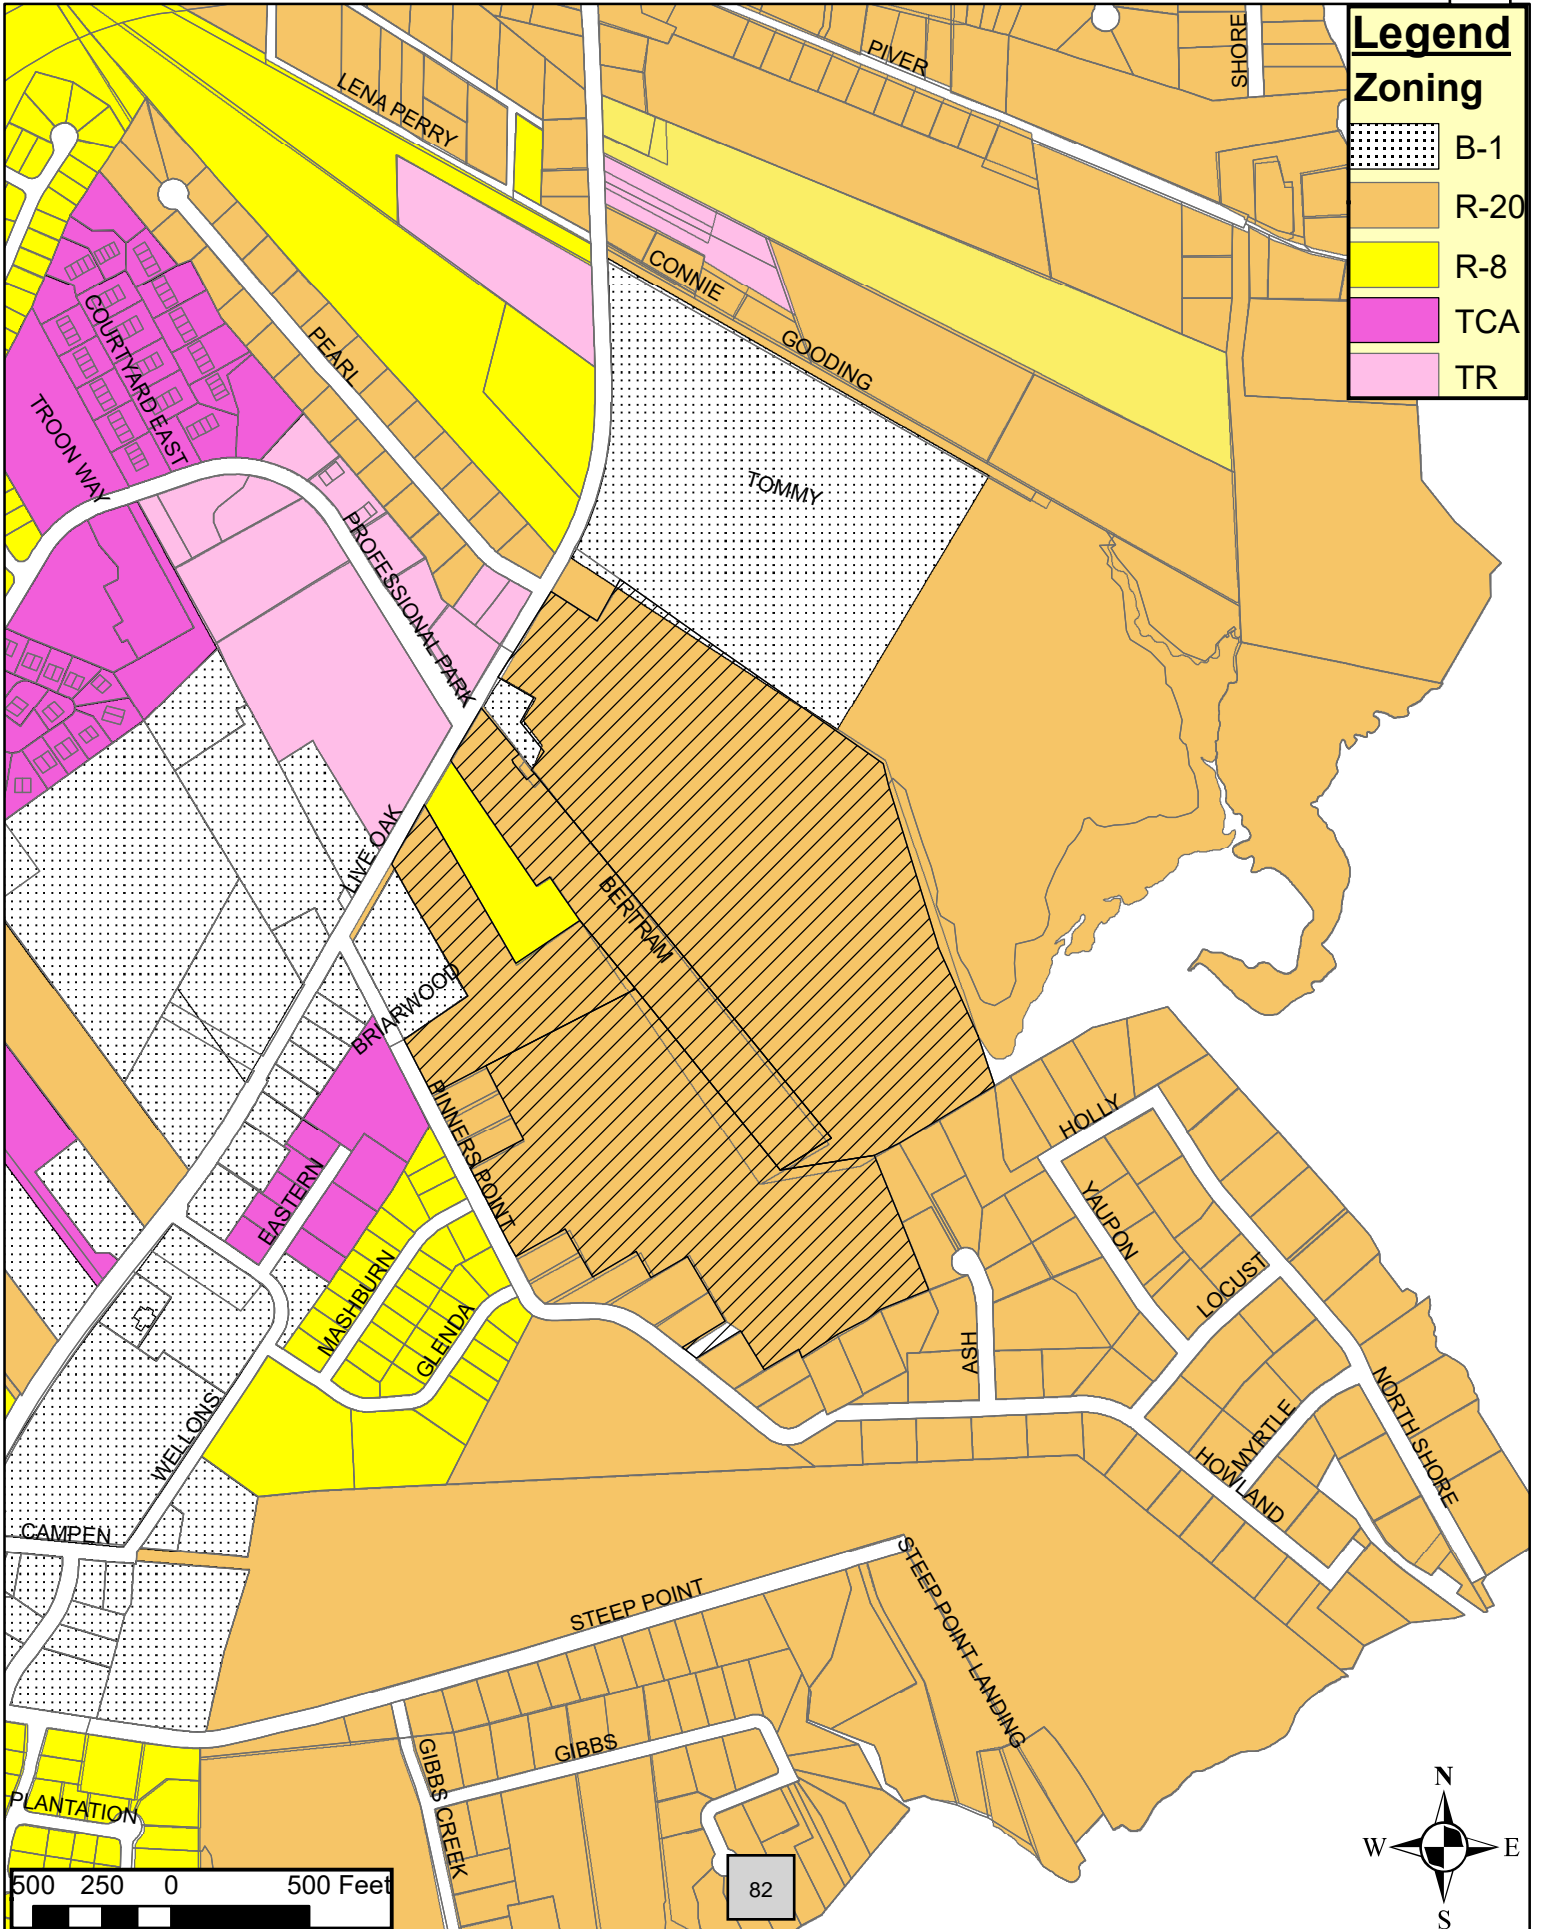 Legend
Zoning
B-1
R-20
R-8
TCA
TR
SHORE
PIVER
LENA PERRY
CONNIE
GOODING
COURTYARD EAST
PEARL
TROON WAY
TOMMY
PROFESSIONAL PARK
LIVE OAK
BERTRAM
BRIARWOOD
PINNERS POINT
HOLLY
EASTERN
YAUPON
LOCUST
MASHBURN
GLENDA
ASH
NORTH SHORE
MYRTLE
HOWLAND
WELLONS
CAMPEN
STEEP POINT
STEEP POINT LANDING
GIBBS
GIBBS CREEK
PLANTATION
N
W E
S
500 250 0 500 Feet
82